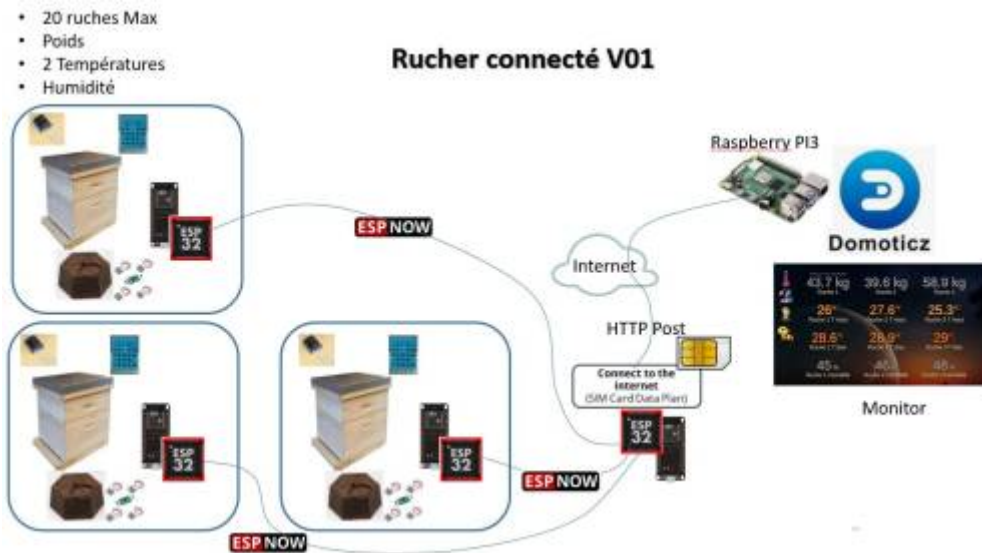 20 ruches Max
Poids
2 Températures
Humidité
Rucher connecté V01
Raspberry PI3
Domoticz
ESP 32
ESP NOW
Internet
43.7 kg 39.6 kg 58.9 kg
26° 27.6° 25.3°
28.6° 28.9° 29°
45 46 46
HTTP Post
Connect to the
internet
(SIM Card Data Plan)
Monitor
ESP 32
ESP 32
ESP 32
ESP NOW
ESP NOW